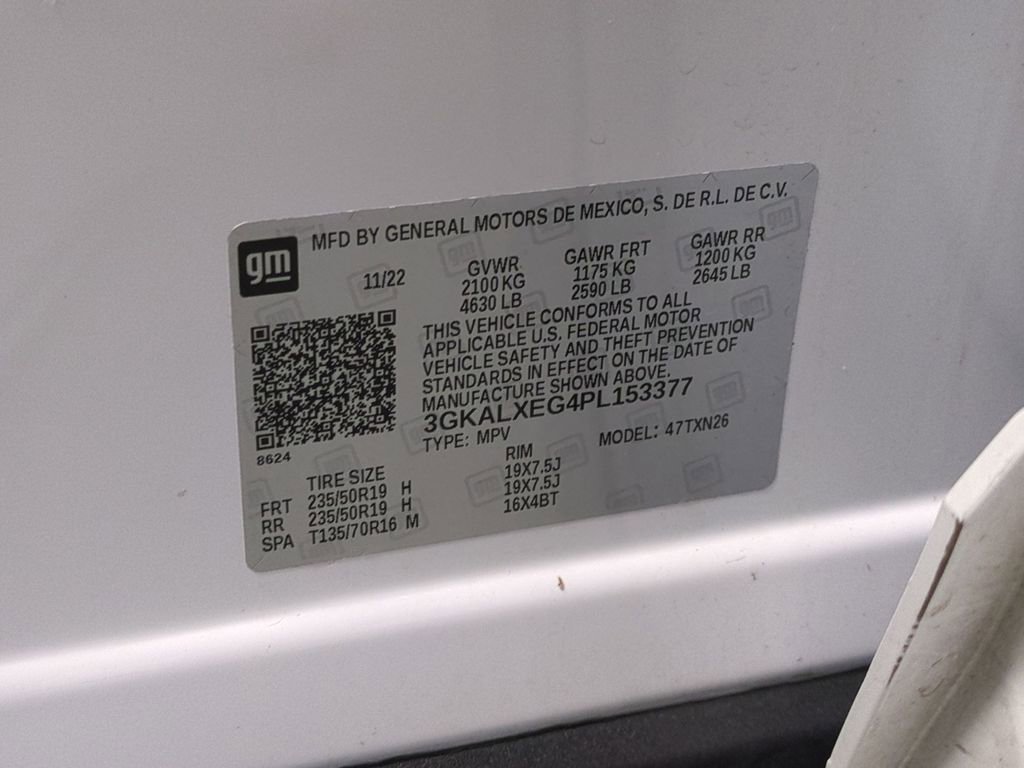 gm
MFD BY GENERAL MOTORS DE MEXICO, S. DE R.L. DE C.V.
11/22 GVWR GAWR FRT GAWR RR
2100 KG 1175 KG 1200 KG
4630 LB 2590 LB 2645 LB
THIS VEHICLE CONFORMS TO ALL
APPLICABLE U.S. FEDERAL MOTOR
VEHICLE SAFETY AND THEFT PREVENTION
STANDARDS IN EFFECT ON THE DATE OF
MANUFACTURE SHOWN ABOVE.
3GKALXEG4PL153377
TYPE: MPV MODEL: 47TXN26
8624
TIRE SIZE RIM
FRT 235/50R19 H 19X7.5J
RR 235/50R19 H 19X7.5J
SPA T135/70R16 M 16X4BT